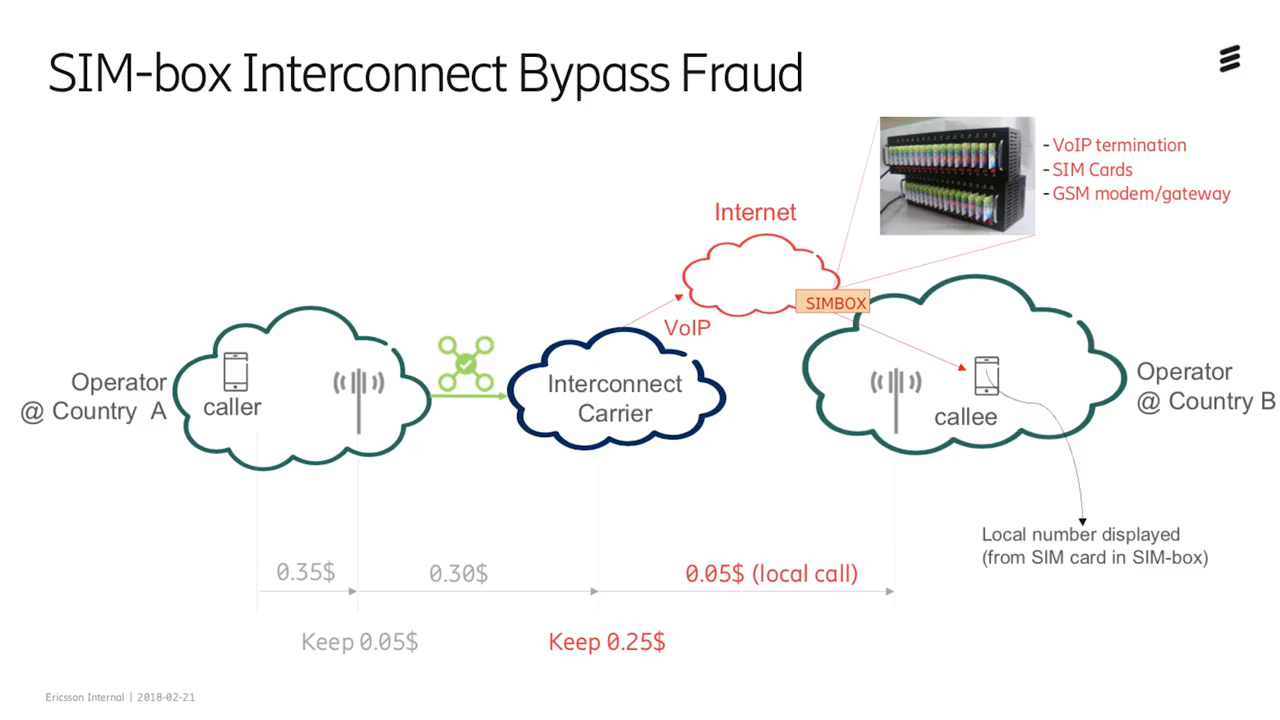 SIM-box Interconnect Bypass Fraud
- VoIP termination
- SIM Cards
- GSM modem/gateway
Internet
SIMBOX
VoIP
Operator
@ Country A
caller
Interconnect
Carrier
callee
Operator
@ Country B
Local number displayed
(from SIM card in SIM-box)
0.35$
0.30$
0.05$ (local call)
Keep 0.05$
Keep 0.25$
Ericsson Internal | 2018-02-21